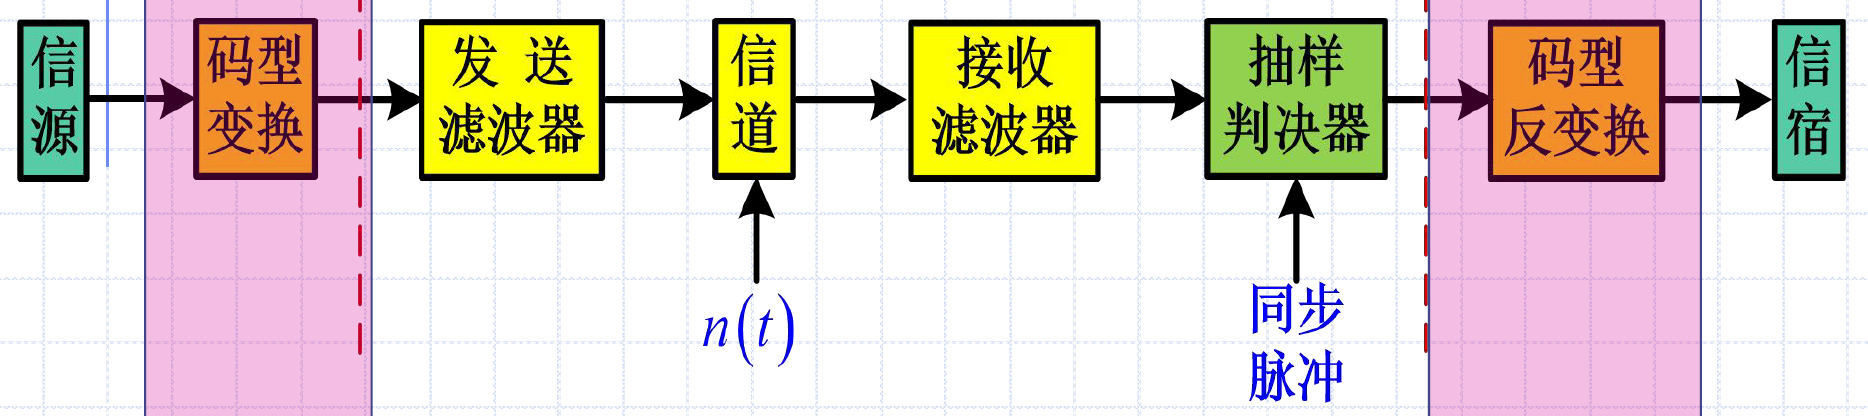 信源
码型变换
发 送
滤波器
信道
接收
滤波器
抽样
判决器
码型
反变换
信宿
n(t)
同步
脉冲